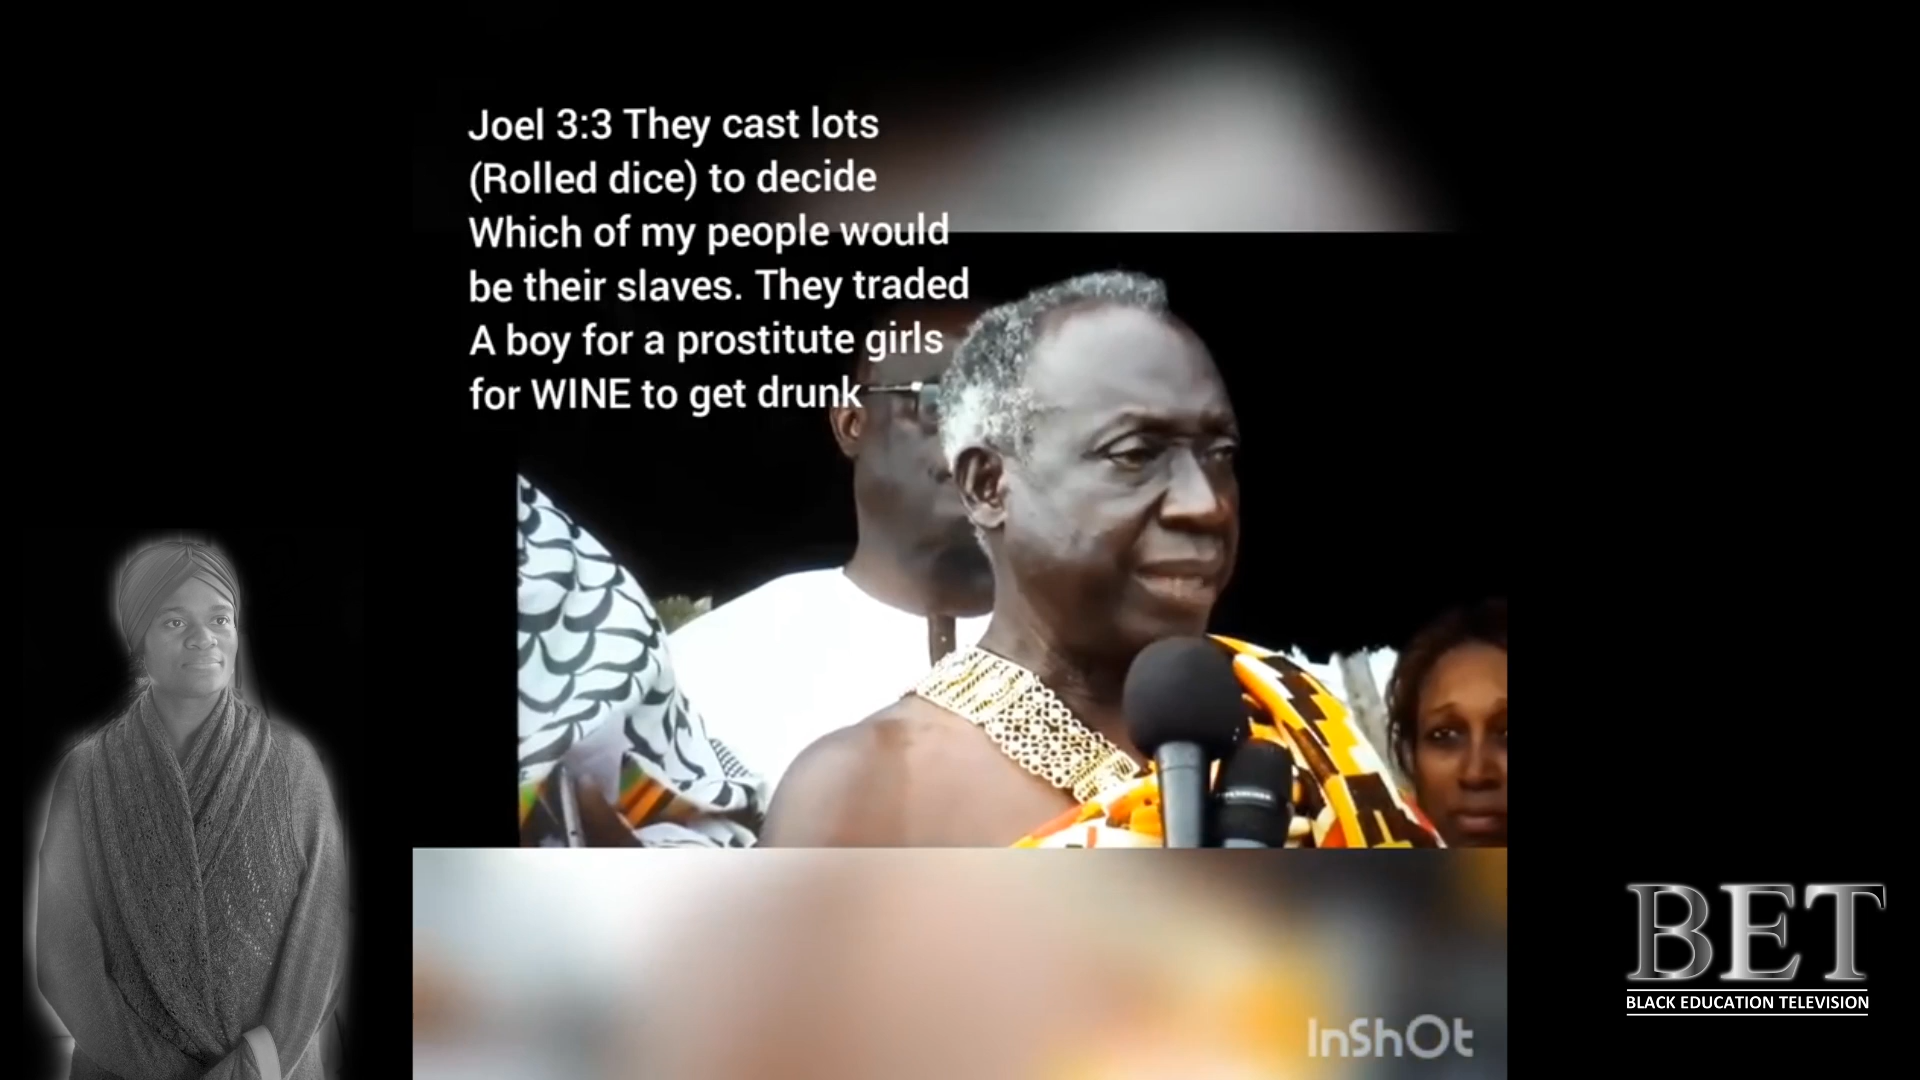 Joel 3:3 They cast lots
(Rolled dice) to decide
Which of my people would
be their slaves. They traded
A boy for a prostitute girls
for WINE to get drunk
BET
BLACK EDUCATION TELEVISION
InShOt